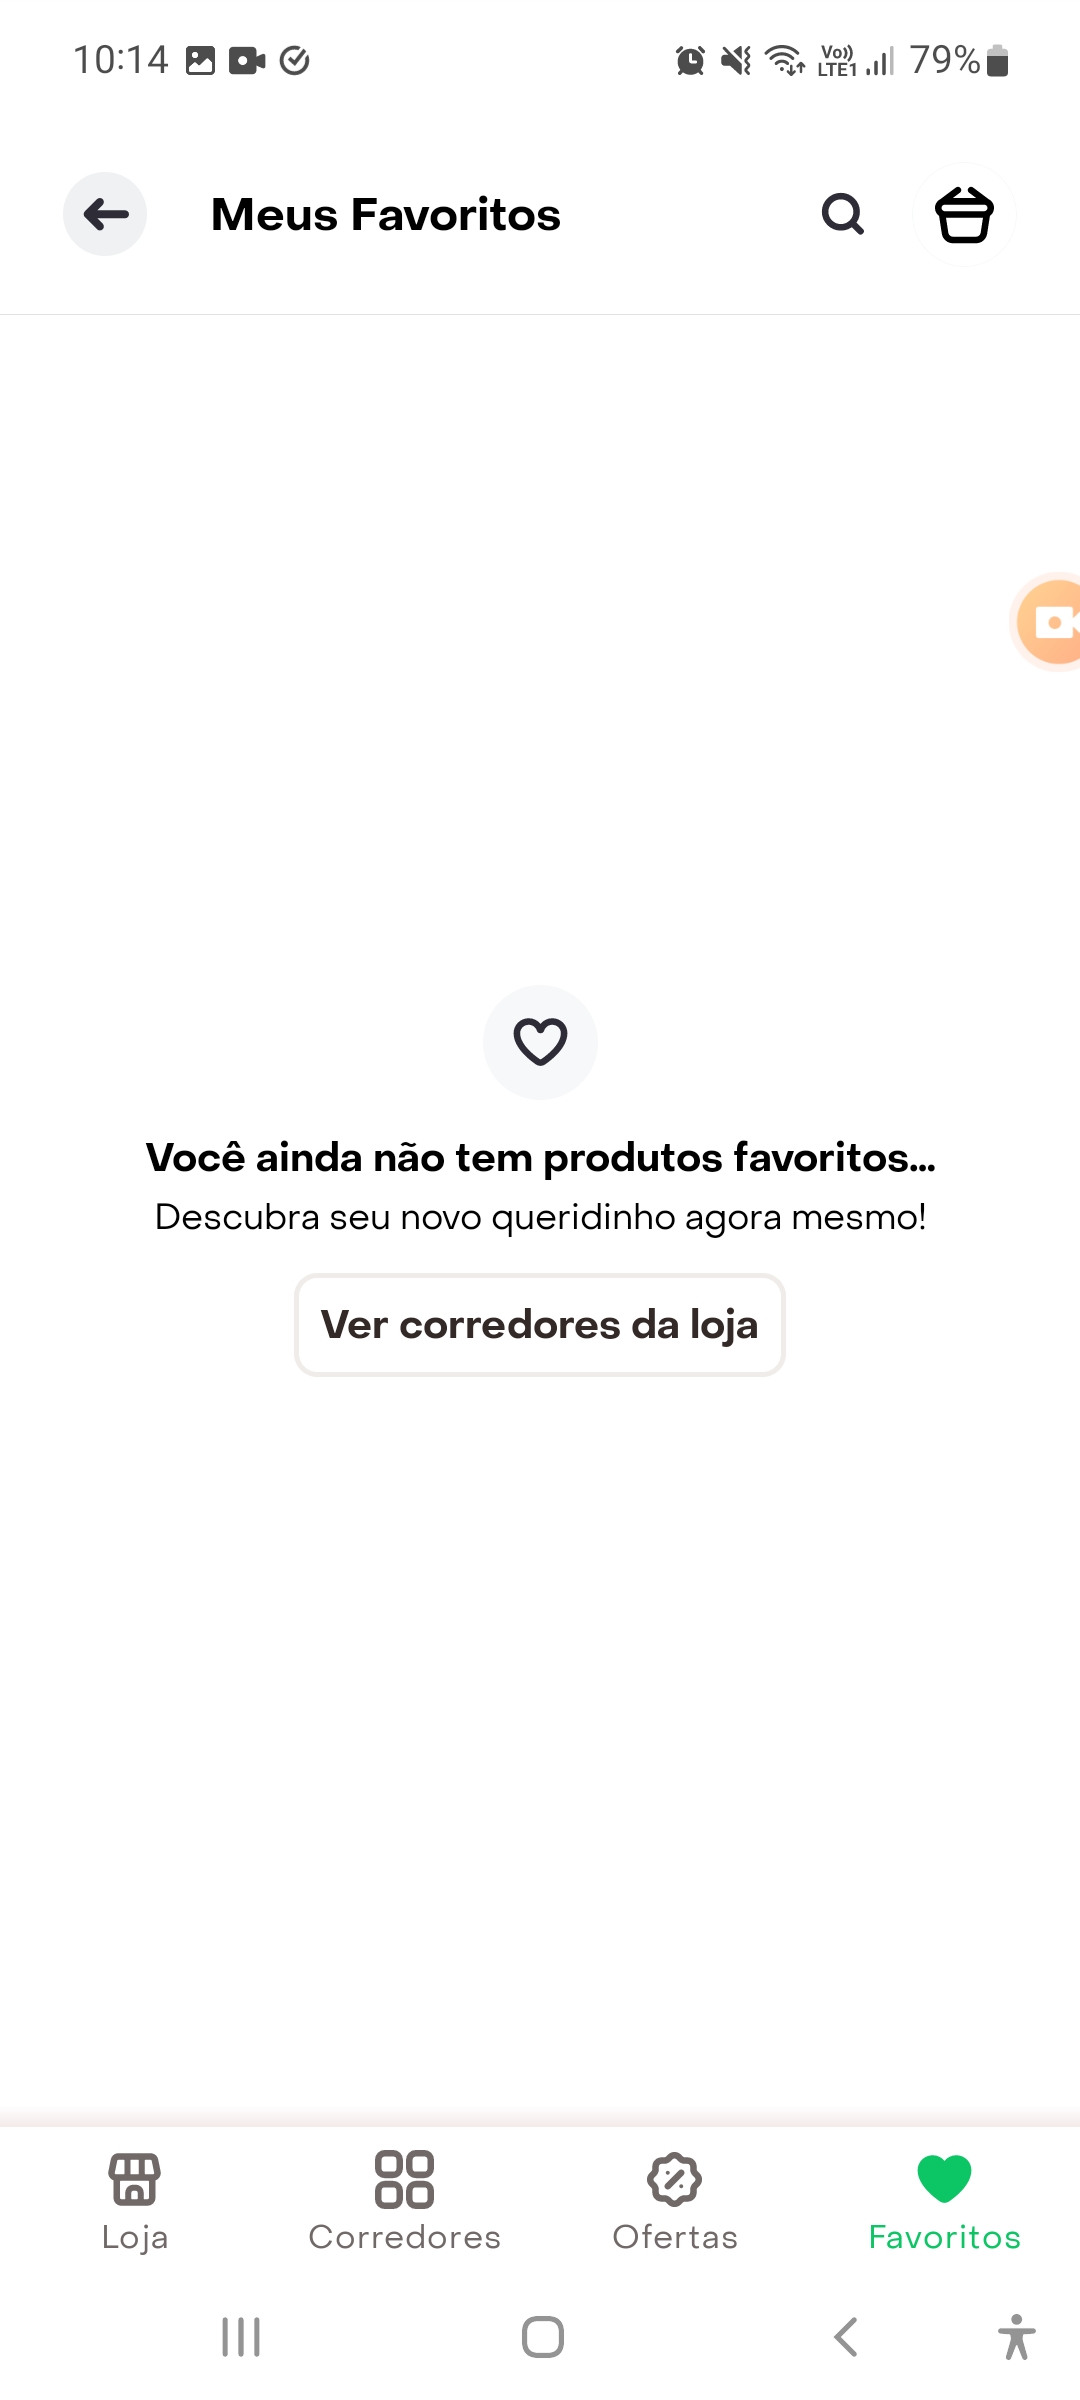 10:14 Vo)) LTE1 79%
Meus Favoritos
Você ainda não tem produtos favoritos...
Descubra seu novo queridinho agora mesmo!
Ver corredores da loja
Loja Corredores Ofertas Favoritos